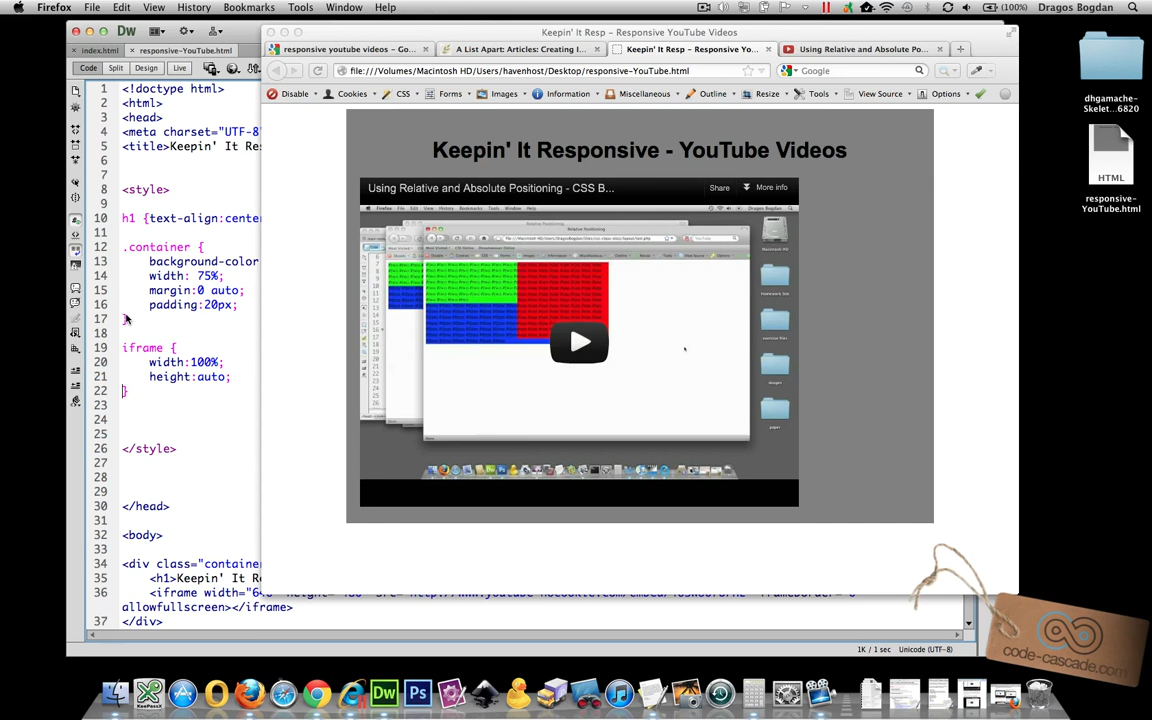 Firefox File Edit View History Bookmarks Tools Window Help (100%) Dragos Bogdan
Dw
index.html responsive-YouTube.html
Code Split Design Live
1 <!doctype html>
2 <html>
3 <head>
4 <meta charset="UTF-8"
5 <title>Keepin' It Res
6
7
8 <style>
9
10 h1 {text-align:center
11
12 .container {
13 background-color
14 width: 75%;
15 margin:0 auto;
16 padding:20px;
17 }
18
19 iframe {
20 width:100%;
21 height:auto;
22 }
23
24
25
26 </style>
27
28
29
30 </head>
31
32 <body>
33
34 <div class="container
35 <h1>Keepin' It Re
36 <iframe width="64
allowfullscreen></iframe>
37 </div>
1K / 1 sec Unicode (UTF-8)
Keepin' It Resp - Responsive YouTube Videos
responsive youtube videos - Go... A List Apart: Articles: Creating I... Keepin' It Resp - Responsive Yo... Using Relative and Absolute Po...
file:///Volumes/Macintosh HD/Users/havenhost/Desktop/responsive-YouTube.html Google
Disable Cookies CSS Forms Images Information Miscellaneous Outline Resize Tools View Source Options
Keepin' It Responsive - YouTube Videos
Using Relative and Absolute Positioning - CSS B... Share More info
dhgamache-
Skelet...6820
HTML
responsive-
YouTube.html
code-cascade.com
KeePassX
Dw Ps